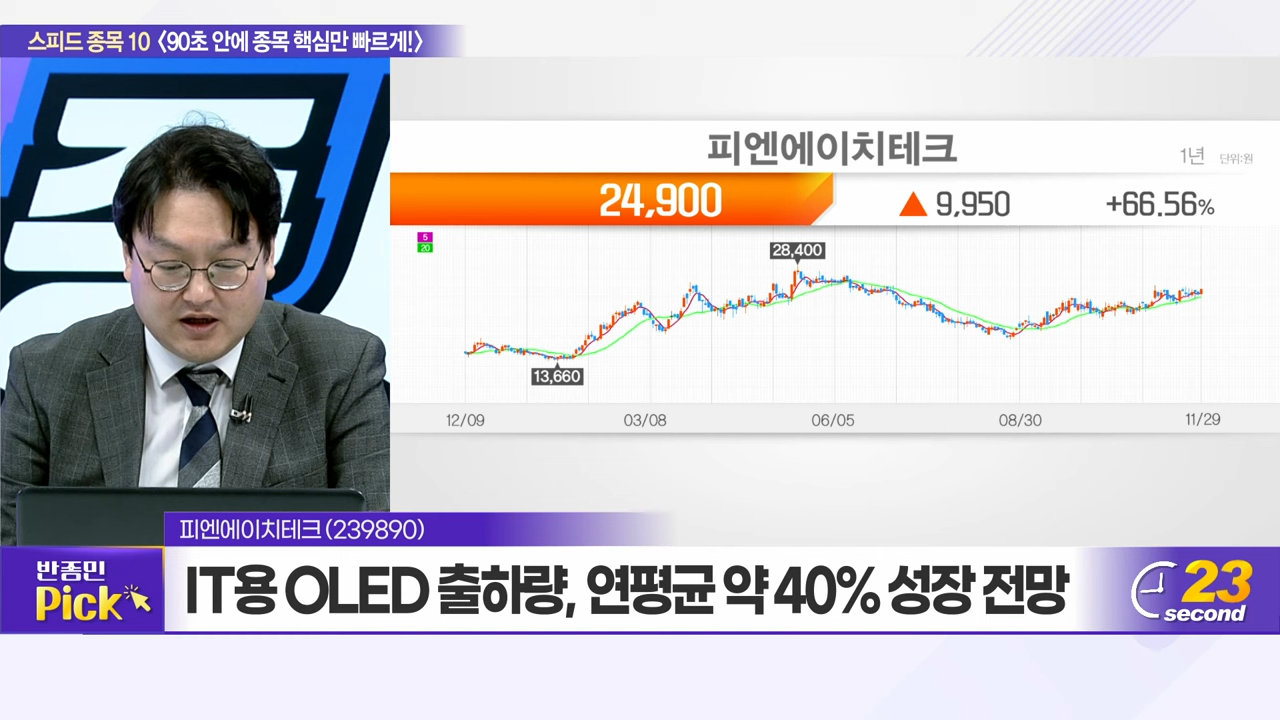 스피드 종목 10 〈90초 안에 종목 핵심만 빠르게!〉
피엔에이치테크
1년 단위:원
24,900 ▲ 9,950 +66.56%
5
20
28,400
13,660
12/09 03/08 06/05 08/30 11/29
피엔에이치테크 (239890)
반종민
Pick
IT용 OLED 출하량, 연평균 약 40% 성장 전망
23
second